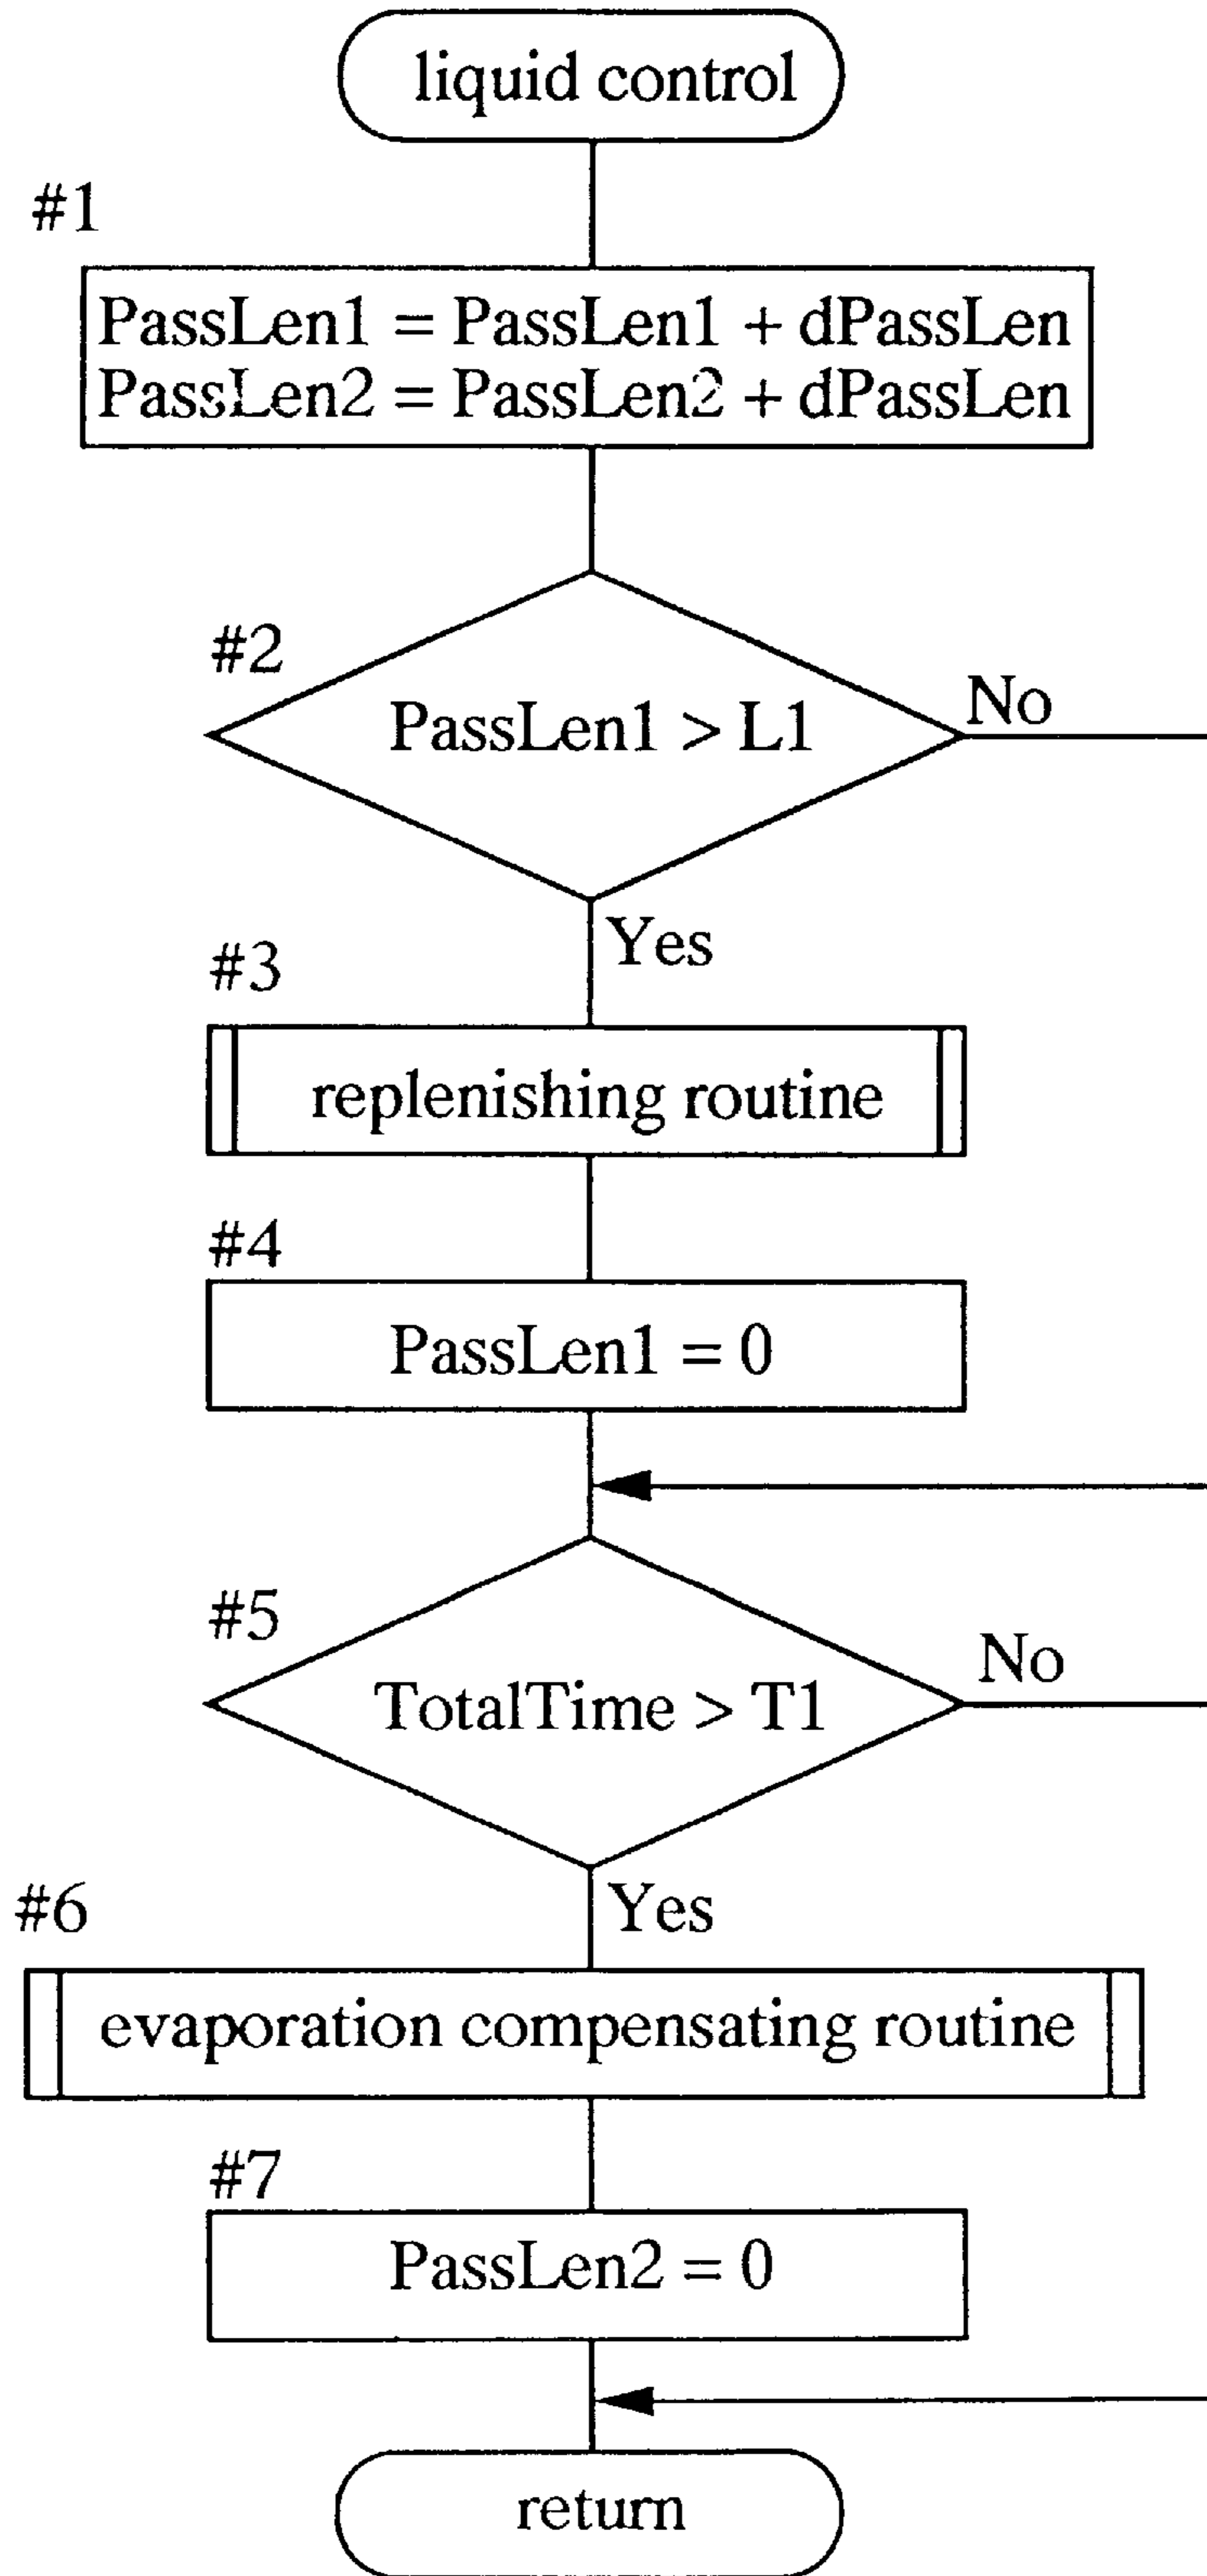 liquid control
#1
PassLen1 = PassLen1 + dPassLen
PassLen2 = PassLen2 + dPassLen
#2
PassLen1 > L1
No
Yes
#3
replenishing routine
#4
PassLen1 = 0
#5
TotalTime > T1
No
Yes
#6
evaporation compensating routine
#7
PassLen2 = 0
return